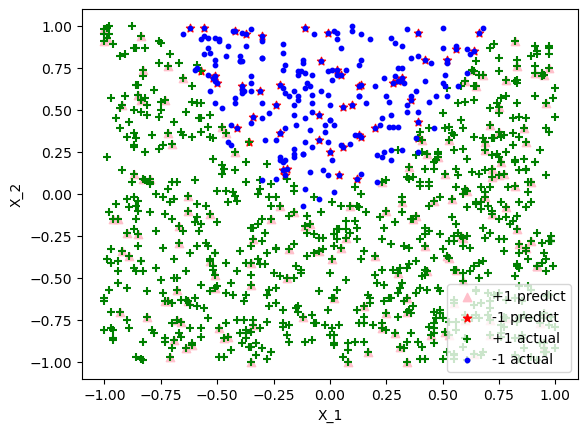 1.00
0.75
0.50
0.25
0.00
−0.25
−0.50
−0.75
−1.00
X_2
−1.00 −0.75 −0.50 −0.25 0.00 0.25 0.50 0.75 1.00
X_1
+1 predict
-1 predict
+1 actual
-1 actual